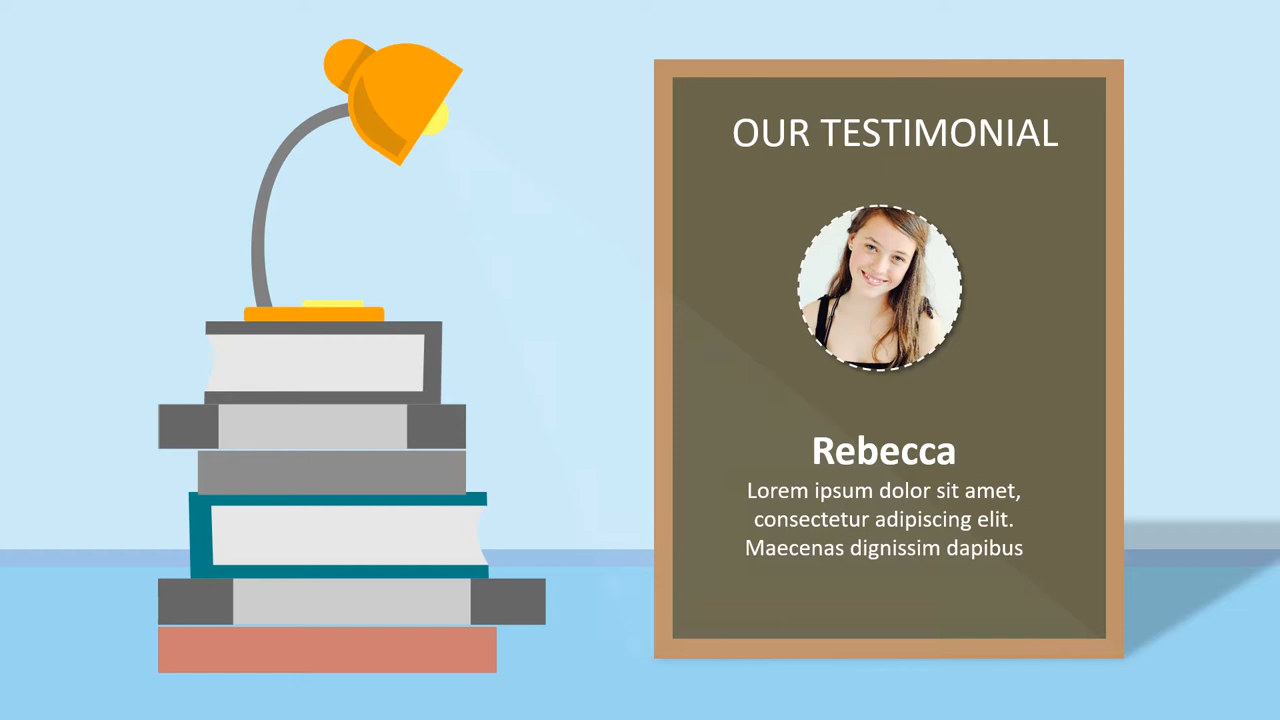 OUR TESTIMONIAL
Rebecca
Lorem ipsum dolor sit amet,
consectetur adipiscing elit.
Maecenas dignissim dapibus